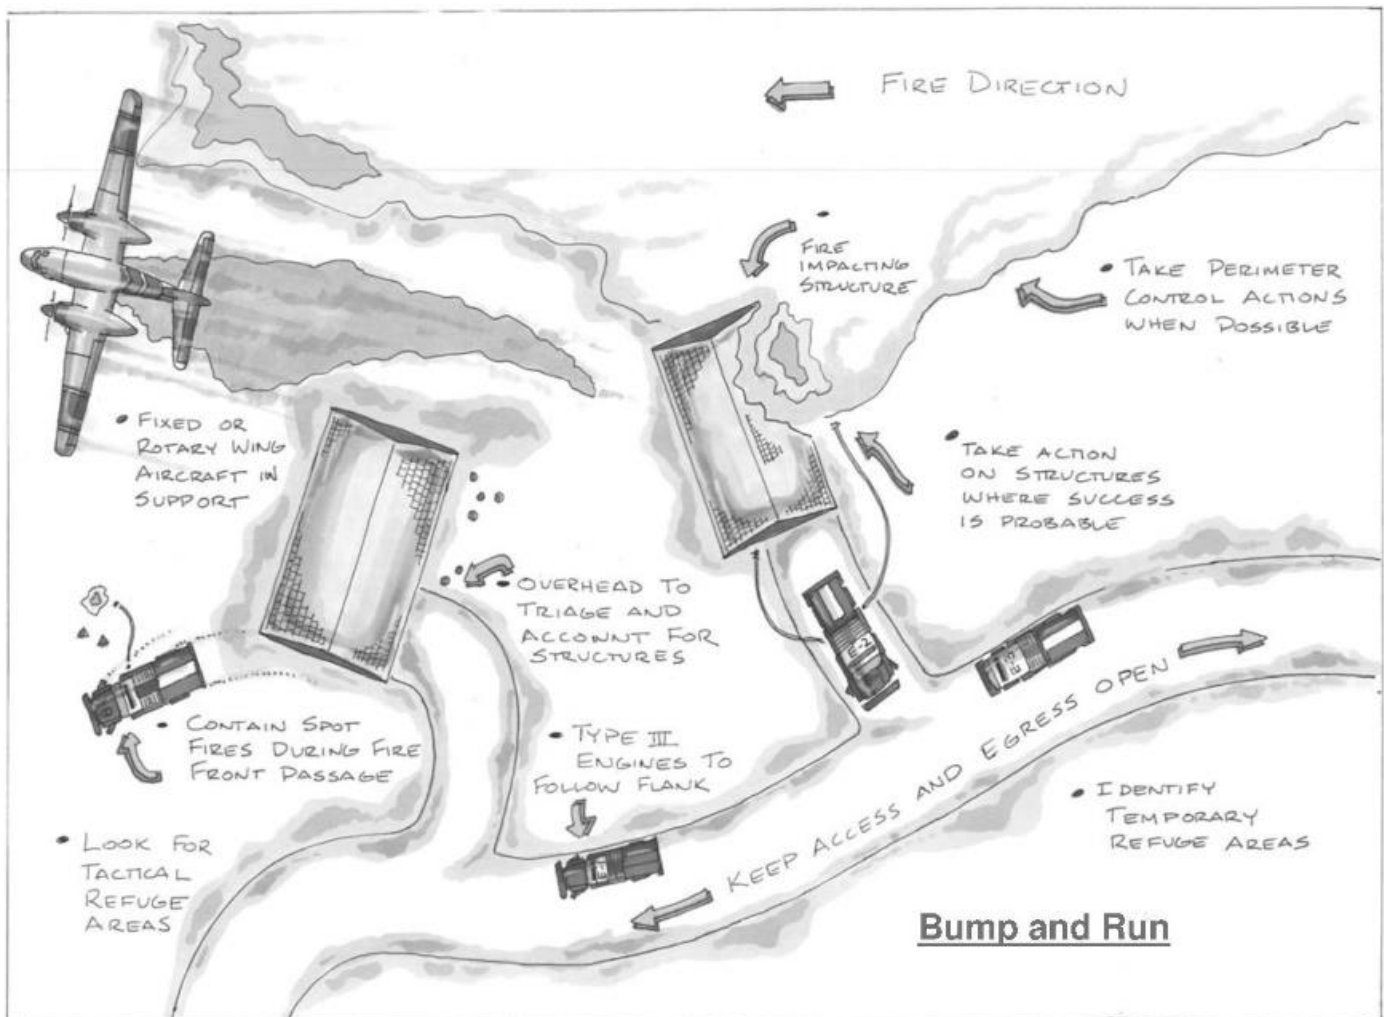 FIRE DIRECTION
FIRE
IMPACTING
STRUCTURE
• TAKE PERIMETER
CONTROL ACTIONS
WHEN POSSIBLE
• FIXED OR
ROTARY WING
AIRCRAFT IN
SUPPORT
• TAKE ACTION
ON STRUCTURES
WHERE SUCCESS
IS PROBABLE
• OVERHEAD TO
TRIAGE AND
ACCOUNT FOR
STRUCTURES
E-2
• CONTAIN SPOT
FIRES DURING FIRE
FRONT PASSAGE
• TYPE III
ENGINES TO
FOLLOW FLANK
KEEP ACCESS AND EGRESS OPEN
• IDENTIFY
TEMPORARY
REFUGE AREAS
• LOOK FOR
TACTICAL
REFUGE
AREAS
Bump and Run